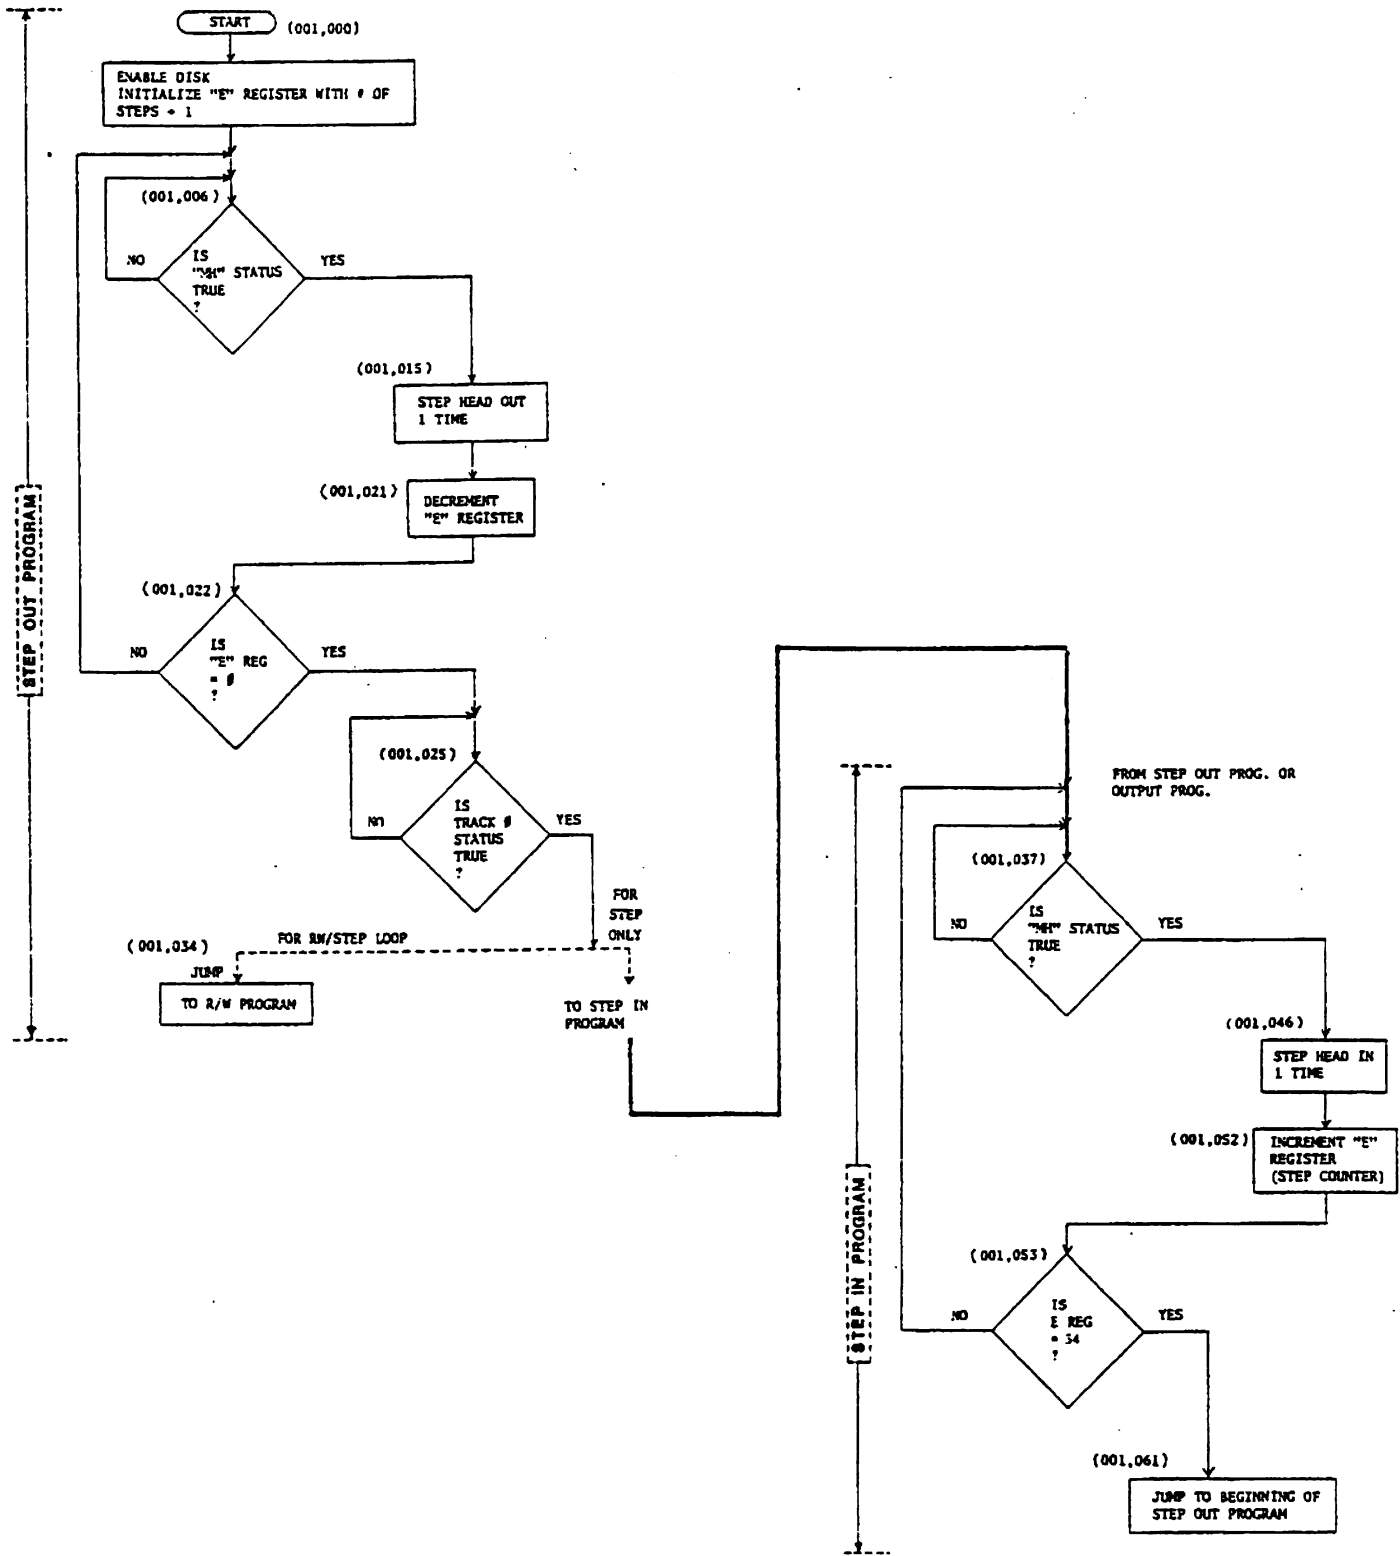 START
(001,000)
ENABLE DISK
INITIALIZE "E" REGISTER WITH # OF
STEPS + 1
(001,006)
NO
IS
"MH" STATUS
TRUE
?
YES
(001,015)
STEP HEAD OUT
1 TIME
(001,021)
DECREMENT
"E" REGISTER
STEP OUT PROGRAM
(001,022)
NO
IS
"E" REG
= 0
?
YES
(001,025)
NO
IS
TRACK 0
STATUS
TRUE
?
YES
FOR
STEP
ONLY
(001,034)
FOR RW/STEP LOOP
JUMP
TO R/W PROGRAM
TO STEP IN
PROGRAM
FROM STEP OUT PROG. OR
OUTPUT PROG.
(001,037)
NO
IS
"MH" STATUS
TRUE
?
YES
(001,046)
STEP HEAD IN
1 TIME
(001,052)
INCREMENT "E"
REGISTER
(STEP COUNTER)
STEP IN PROGRAM
(001,053)
NO
IS
E REG
= 34
?
YES
(001,061)
JUMP TO BEGINNING OF
STEP OUT PROGRAM